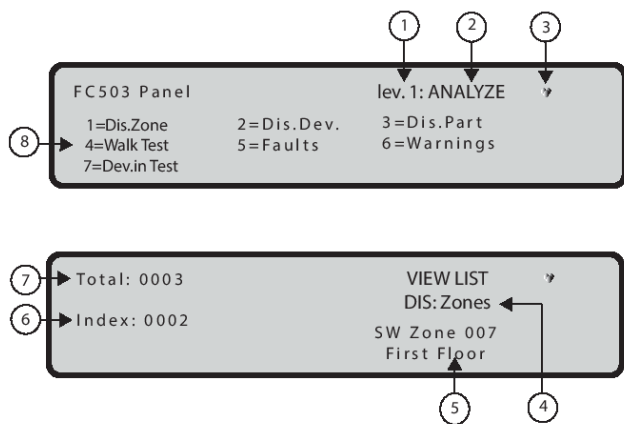 1 2 3
FC503 Panel lev. 1: ANALYZE
1=Dis.Zone 2=Dis.Dev. 3=Dis.Part
8 4=Walk Test 5=Faults 6=Warnings
7=Dev.in Test
7 Total: 0003 VIEW LIST
DIS: Zones
6 Index: 0002
SW Zone 007
First Floor
5 4